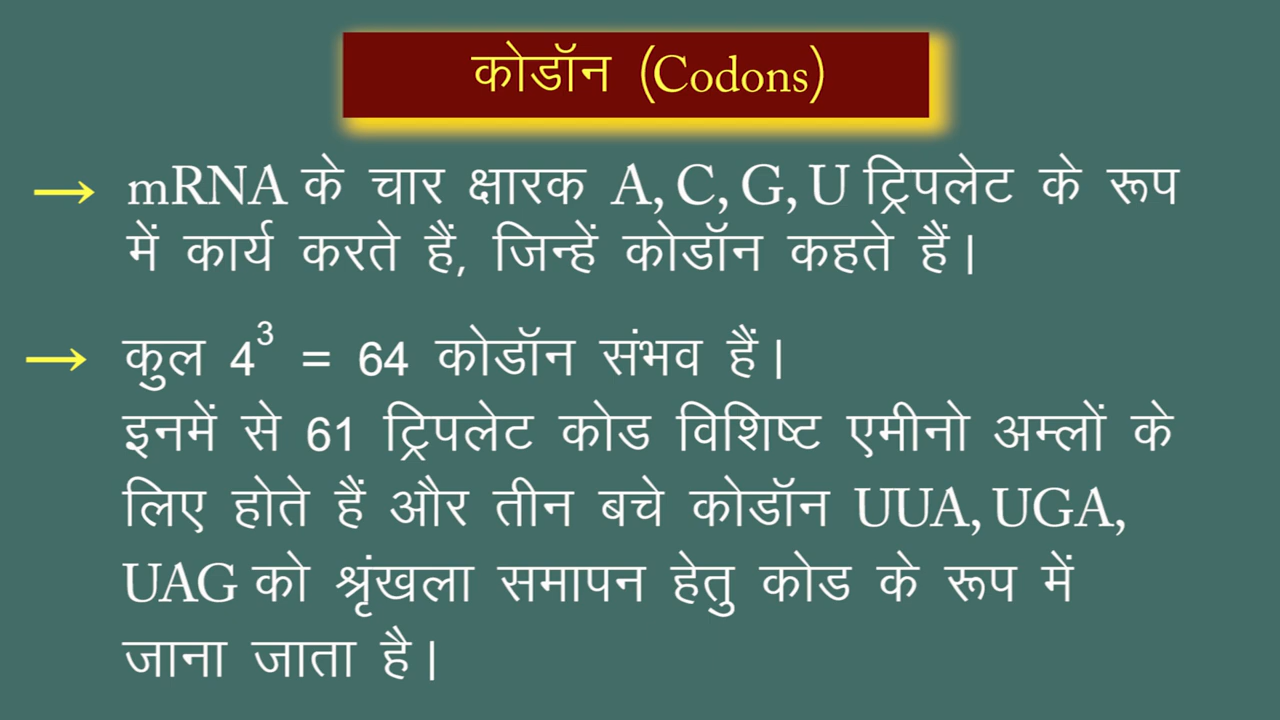 कोडॉन (Codons)
→ mRNA के चार क्षारक A, C, G, U ट्रिपलेट के रूप
में कार्य करते हैं, जिन्हें कोडॉन कहते हैं।
→ कुल 4³ = 64 कोडॉन संभव हैं।
इनमें से 61 ट्रिपलेट कोड विशिष्ट एमीनो अम्लों के
लिए होते हैं और तीन बचे कोडॉन UUA, UGA,
UAG को श्रृंखला समापन हेतु कोड के रूप में
जाना जाता है।